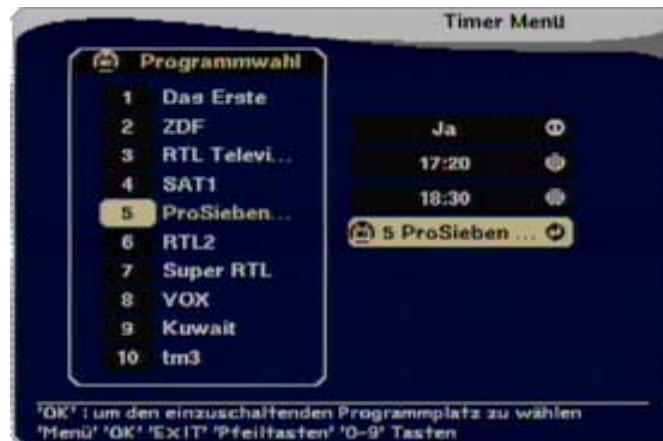 Timer Menü
Programmwahl
1 Das Erste
2 ZDF
3 RTL Televi...
4 SAT1
5 ProSieben...
6 RTL2
7 Super RTL
8 VOX
9 Kuwait
10 tm3
Ja
17:20
18:30
5 ProSieben ...
'OK' : um den einzuschaltenden Programmplatz zu wählen
'Menü' 'OK' 'EXIT' 'Pfeiltasten' '0-9' Tasten